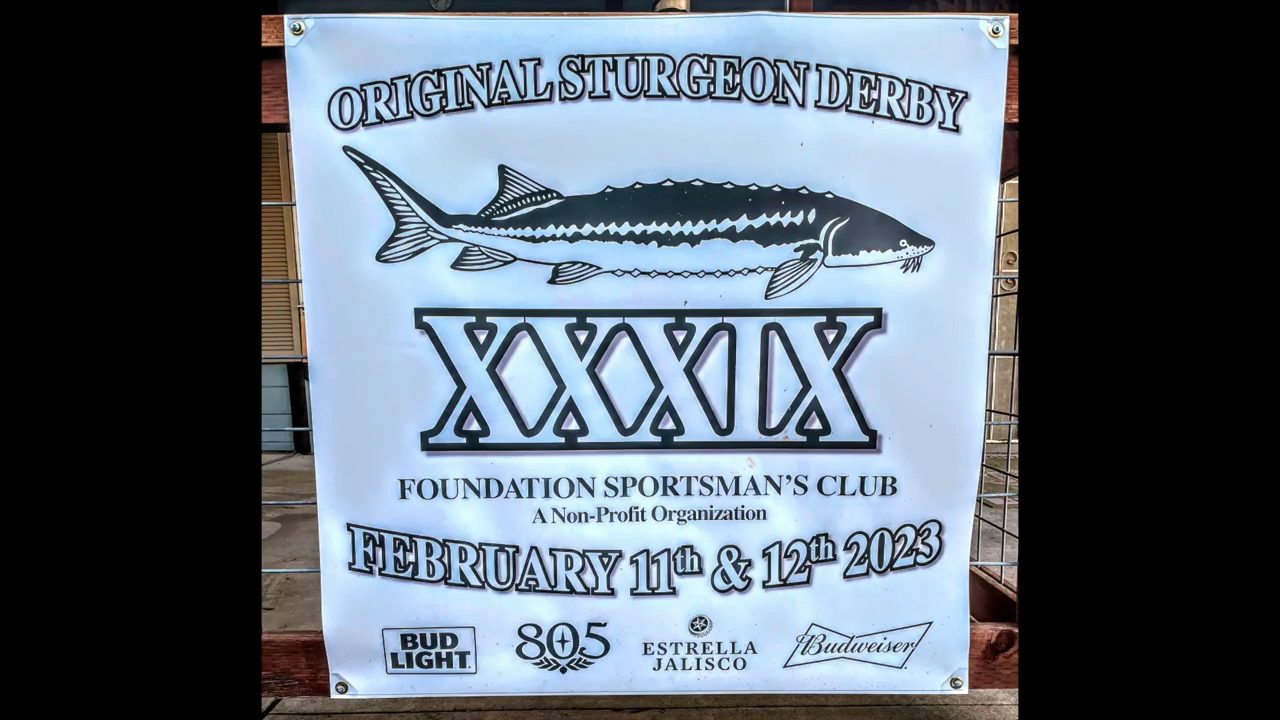 ORIGINAL STURGEON DERBY
XXXIX
FOUNDATION SPORTSMAN'S CLUB
A Non-Profit Organization
FEBRUARY 11th & 12th 2023
BUD
LIGHT
805
ESTRELLA
JALISCO
Budweiser